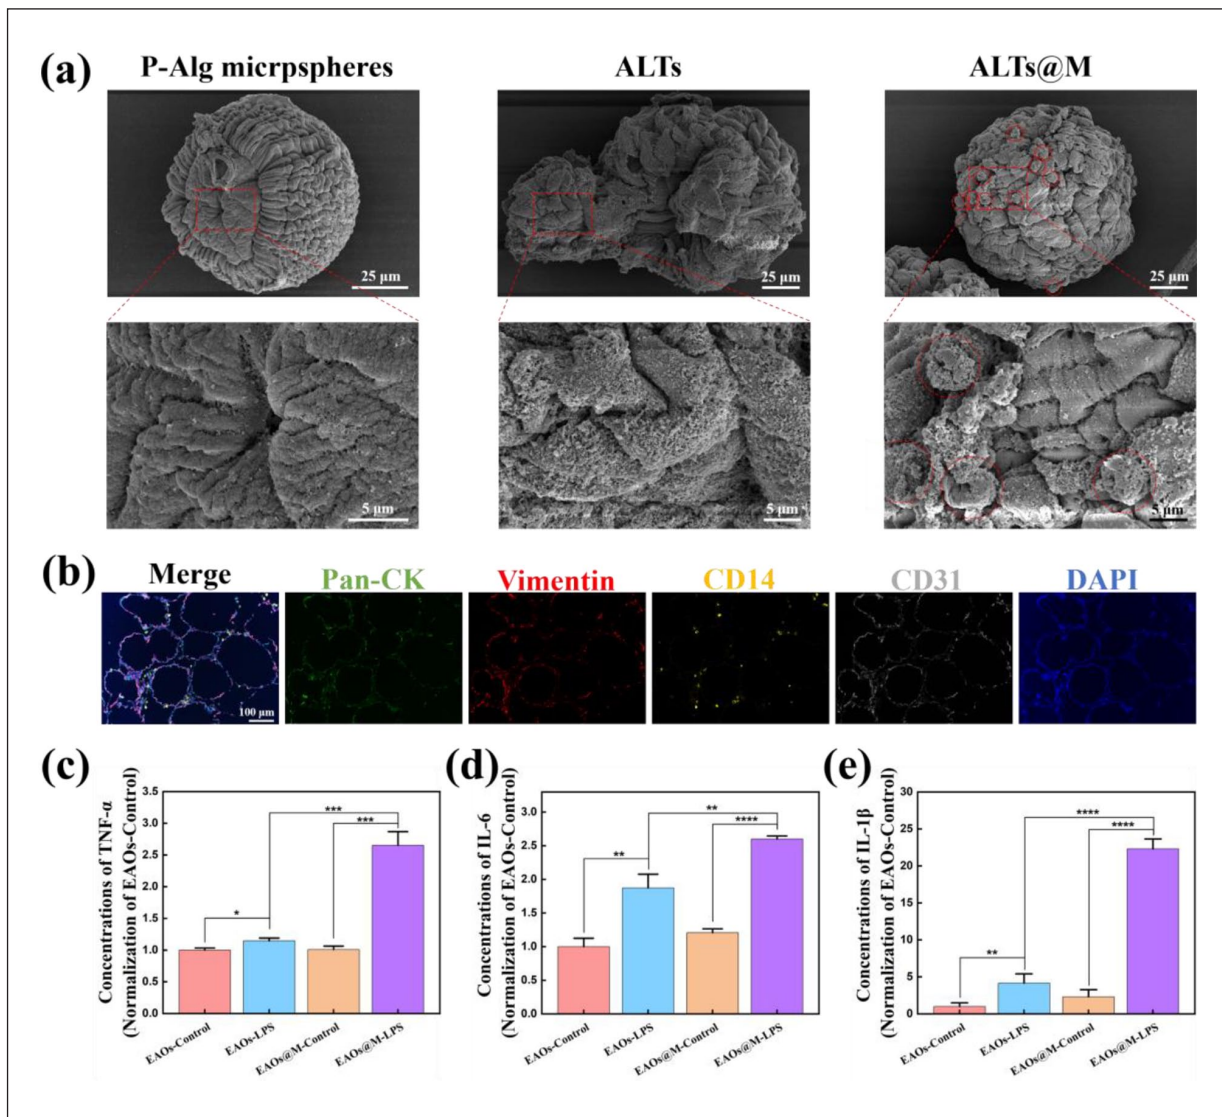 (a)
P-Alg micrpspheres
ALTs
ALTs@M
25 μm
25 μm
25 μm
5 μm
5 μm
5 μm
(b)
Merge
Pan-CK
Vimentin
CD14
CD31
DAPI
100 μm
(c)
Concentrations of TNF-α
(Normalization of EAOs-Control)
3.5
3.0
2.5
2.0
1.5
1.0
0.5
0.0
*
***
***
EAOs-Control
EAOs-LPS
EAOs@M-Control
EAOs@M-LPS
(d)
Concentrations of IL-6
(Normalization of EAOs-Control)
3.0
2.5
2.0
1.5
1.0
0.5
0.0
**
**
****
EAOs-Control
EAOs-LPS
EAOs@M-Control
EAOs@M-LPS
(e)
Concentrations of IL-1β
(Normalization of EAOs-Control)
30
25
20
15
10
5
0
**
****
****
EAOs-Control
EAOs-LPS
EAOs@M-Control
EAOs@M-LPS